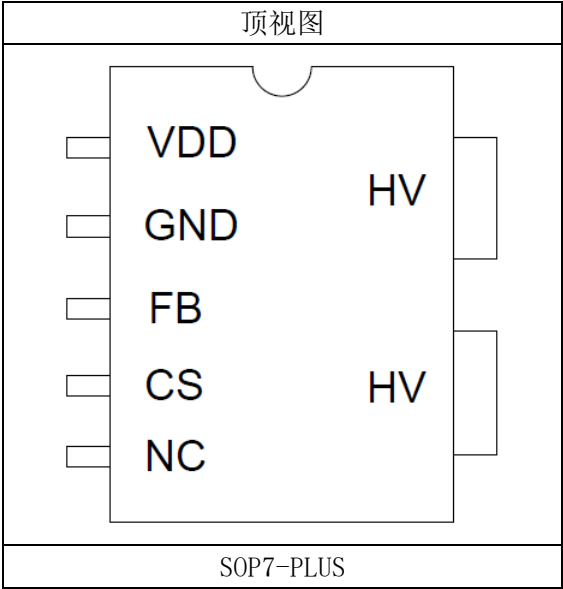 顶视图
VDD
HV
GND
FB
CS
HV
NC
SOP7-PLUS